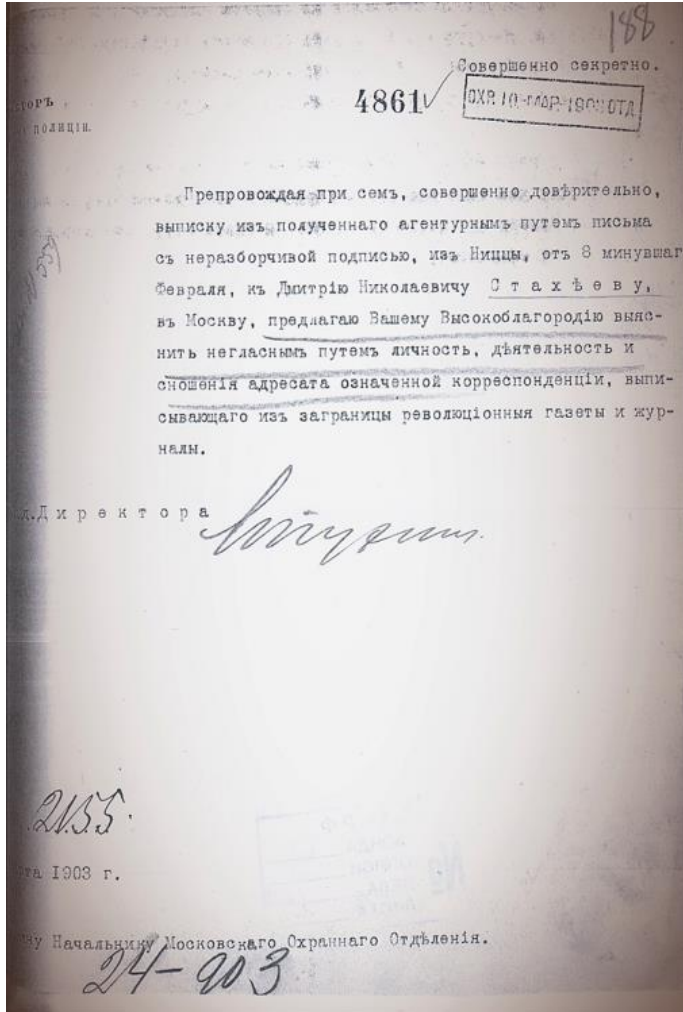 188
Совершенно секретно.
4861
ОХР. 10 МАР. 1903 ОТД
торъ
полиціи.
Препровождая при семъ, совершенно довѣрительно,
выписку изъ полученнаго агентурнымъ путемъ письма
съ неразборчивой подписью, изъ Ниццы, отъ 8 минувшаг
Февраля, къ Дмитрію Николаевичу Стахѣеву,
въ Москву, предлагаю Вашему Высокоблагородію выяс-
нить негласнымъ путемъ личность, дѣятельность и
сношенія адресата означенной корреспонденціи, выпи-
сывающаго изъ заграницы революціонныя газеты и жур-
налы.
.Директора
2155.
та 1903 г.
ну Начальнику Московскаго Охраннаго Отдѣленія.
24-903